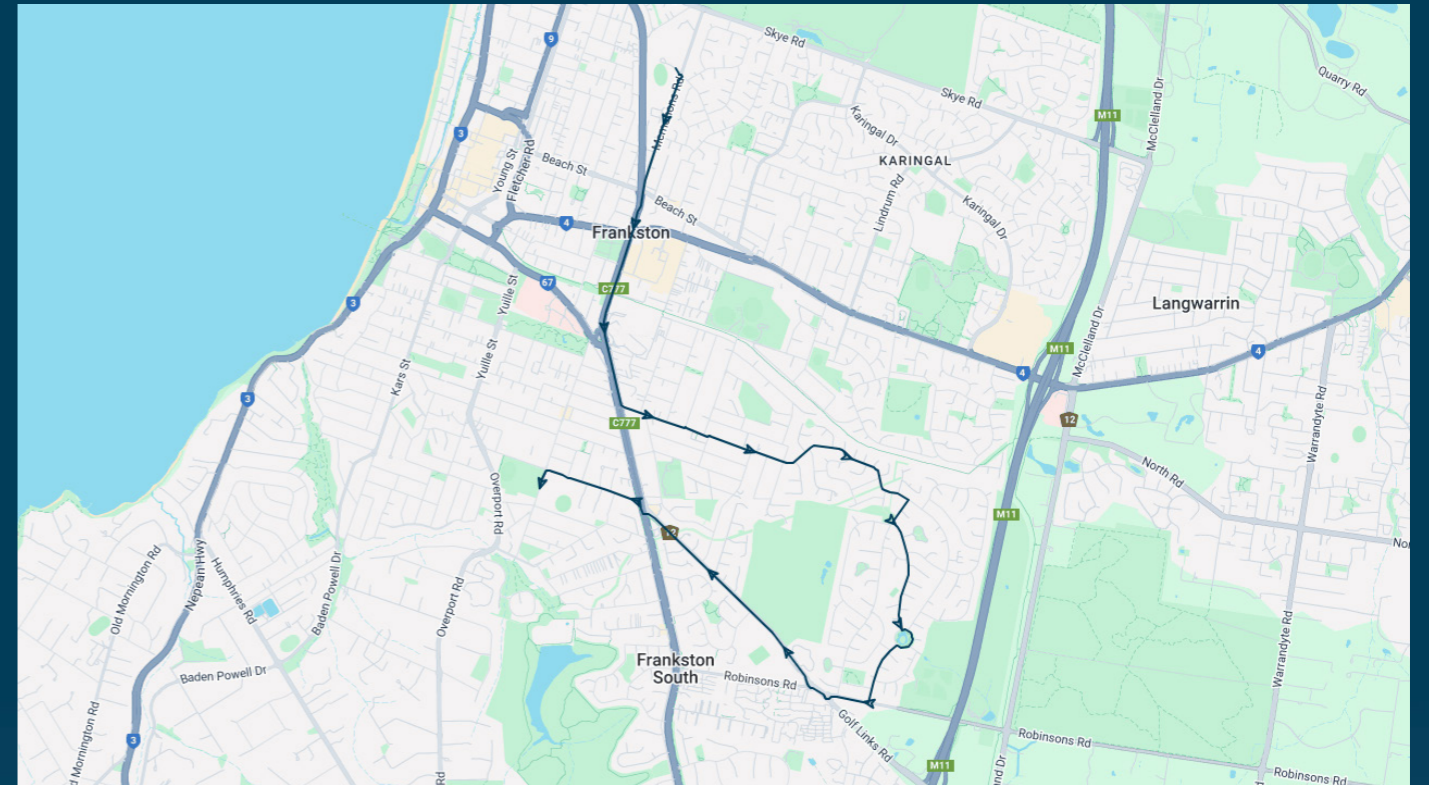 Skye Rd
9
Quarry Rd
McClelland Dr
Skye Rd
M11
3
Karingal Dr
KARINGAL
Young St
Fletcher Rd
Beach St
Lindrum Rd
Karingal Dr
Beach St
4
Frankston
67
Yuille St
C777
3
Langwarrin
M11
4
McClelland Dr
4
Yuille St
Kars St
3
12
C777
Warrandyte Rd
North Rd
Overport Rd
M11
Old Mornington Rd
Nepean Hwy
Humphries Rd
Baden Powell Dr
Overport Rd
Warrandyte Rd
Frankston
South
Baden Powell Dr
Robinsons Rd
Golf Links Rd
Robinsons Rd
3
M11
Robinsons Rd